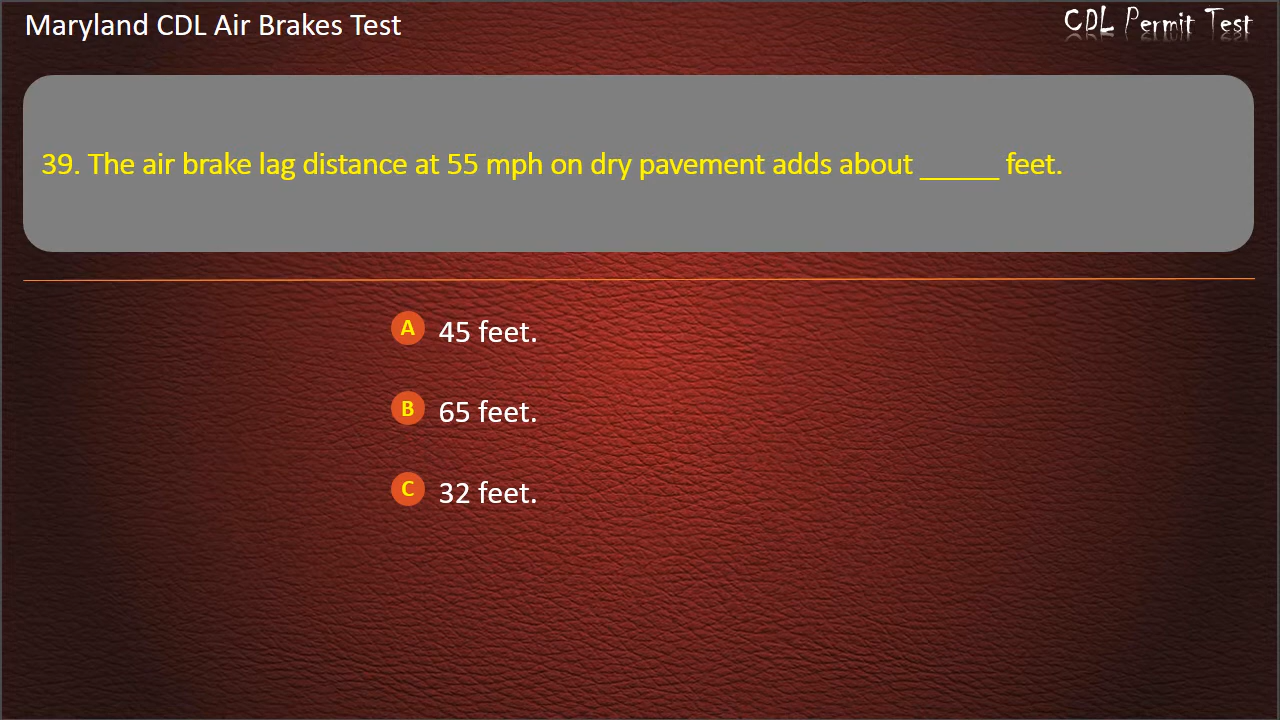 Maryland CDL Air Brakes Test
CDL Permit Test
39. The air brake lag distance at 55 mph on dry pavement adds about _____ feet.
A 45 feet.
B 65 feet.
C 32 feet.